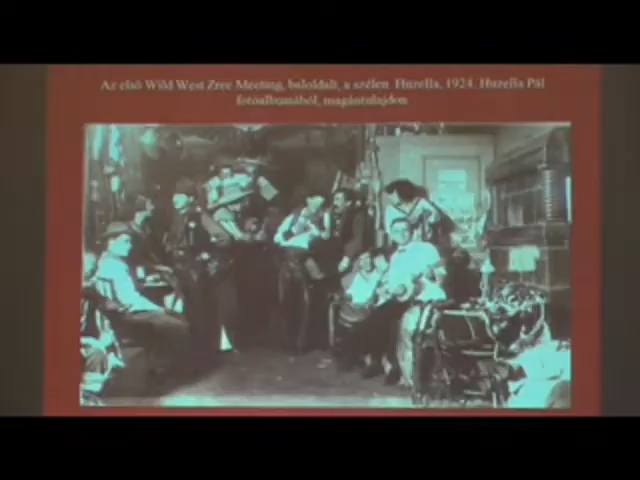 Az első Wild West Zree Meeting, baloldalt, a szélen Huzella, 1924. Huzella Pál
fotóalbumából, magántulajdon